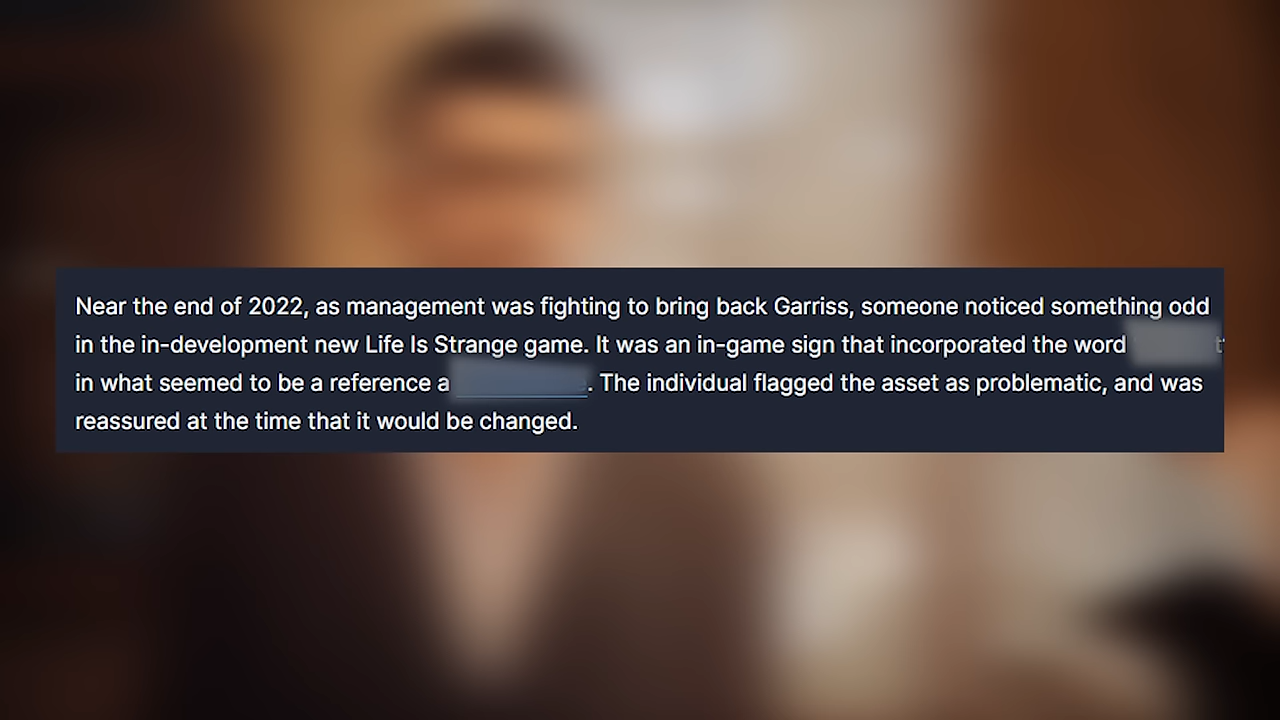 Near the end of 2022, as management was fighting to bring back Garriss, someone noticed something odd
in the in-development new Life Is Strange game. It was an in-game sign that incorporated the word
in what seemed to be a reference a . The individual flagged the asset as problematic, and was
reassured at the time that it would be changed.